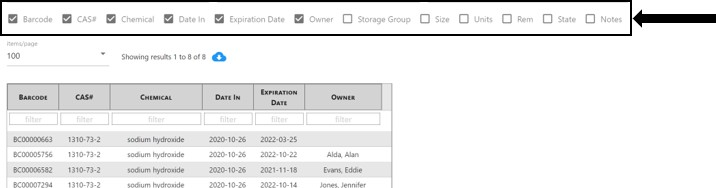 Barcode CAS# Chemical Date In Expiration Date Owner Storage Group Size Units Rem State Notes
Items/page
100 Showing results 1 to 8 of 8
Barcode CAS# Chemical Date In Expiration Date Owner
filter filter filter filter filter filter
BC00000663 1310-73-2 sodium hydroxide 2020-10-26 2022-03-25
BC00005756 1310-73-2 sodium hydroxide 2020-10-26 2022-10-22 Alda, Alan
BC00006582 1310-73-2 sodium hydroxide 2020-10-26 2021-11-18 Evans, Eddie
BC00007294 1310-73-2 sodium hydroxide 2020-10-26 2022-10-14 Jones, Jennifer